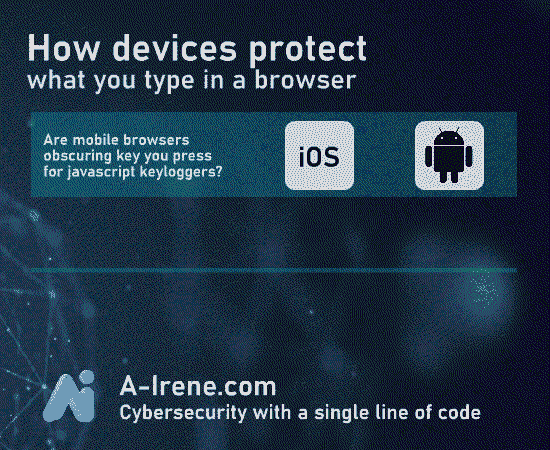 How devices protect
what you type in a browser
Are mobile browsers
obscuring key you press
for javascript keyloggers?
iOS
Ai
A-Irene.com
Cybersecurity with a single line of code